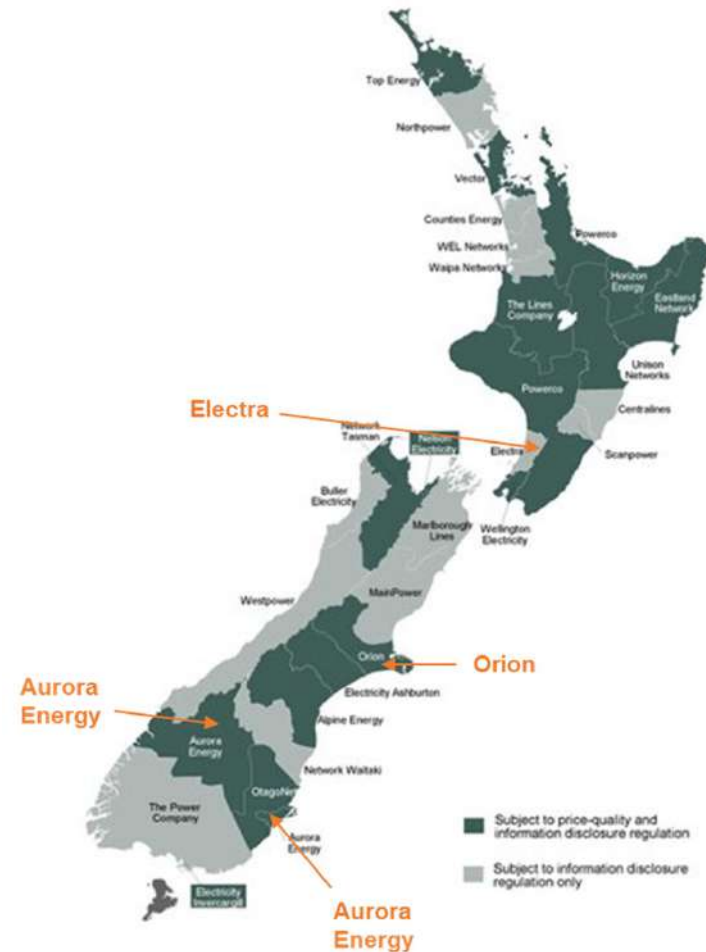 Top Energy
Northpower
Vector
Counties Energy
WEL Networks
Waipa Networks
Powerco
Horizon
Energy
Eastland
Network
The Lines
Company
Unison
Networks
Powerco
Centralines
Electra
Electra
Scanpower
Network
Tasman
Nelson
Electricity
Buller
Electricity
Wellington
Electricity
Marlborough
Lines
MainPower
Westpower
Orion
Orion
Electricity Ashburton
Aurora
Energy
Alpine Energy
Aurora
Energy
Network Waitaki
OtagoNet
The Power
Company
Aurora
Energy
Electricity
Invercargill
Aurora
Energy
Subject to price-quality and
information disclosure regulation
Subject to information disclosure
regulation only